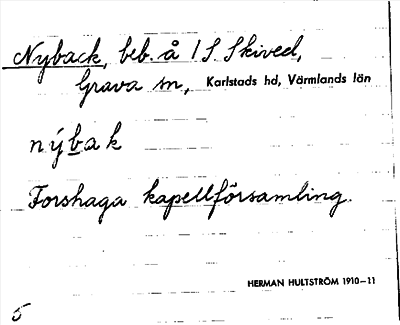 Nyback, beb. å 1 S. Skived,
Grava sn, Karlstads hd, Värmlands län
nýbak
Forshaga kapellförsamling.
HERMAN HULTSTRÖM 1910–11
5